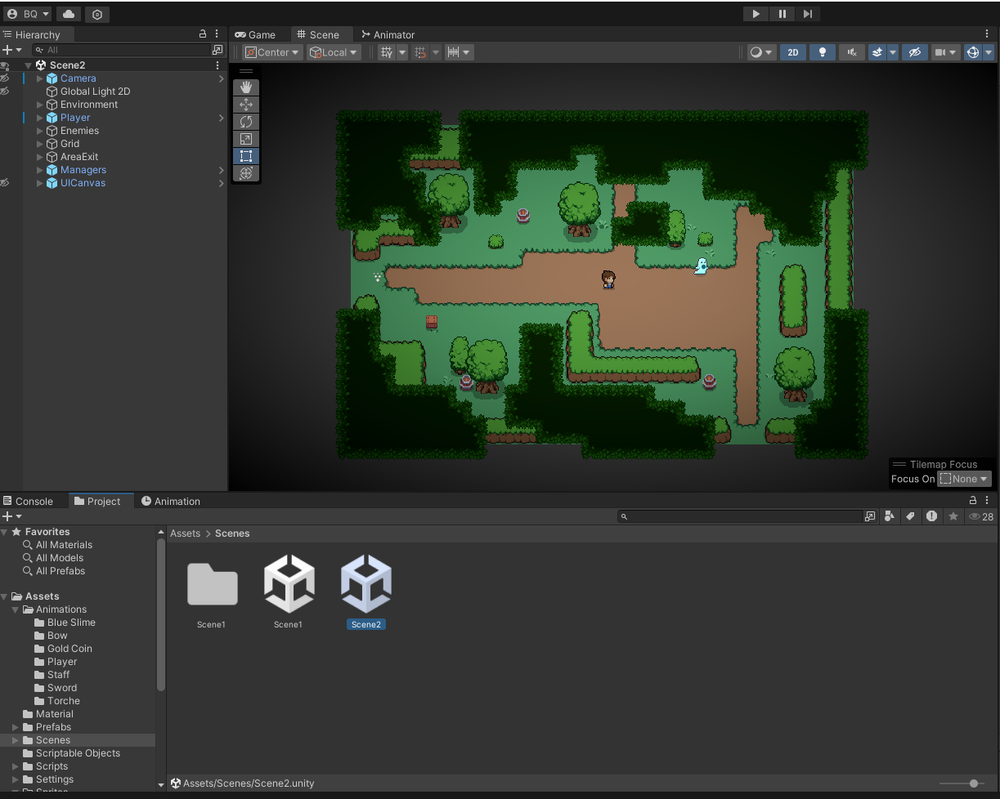 BQ
Hierarchy
All
Scene2
Camera
Global Light 2D
Environment
Player
Enemies
Grid
AreaExit
Managers
UICanvas
Game
Scene
Animator
Center
Local
2D
Tilemap Focus
Focus On None
Console
Project
Animation
28
Favorites
All Materials
All Models
All Prefabs
Assets
Animations
Blue Slime
Bow
Gold Coin
Player
Staff
Sword
Torche
Material
Prefabs
Scenes
Scriptable Objects
Scripts
Settings
Assets > Scenes
Scene1
Scene1
Scene2
Assets/Scenes/Scene2.unity